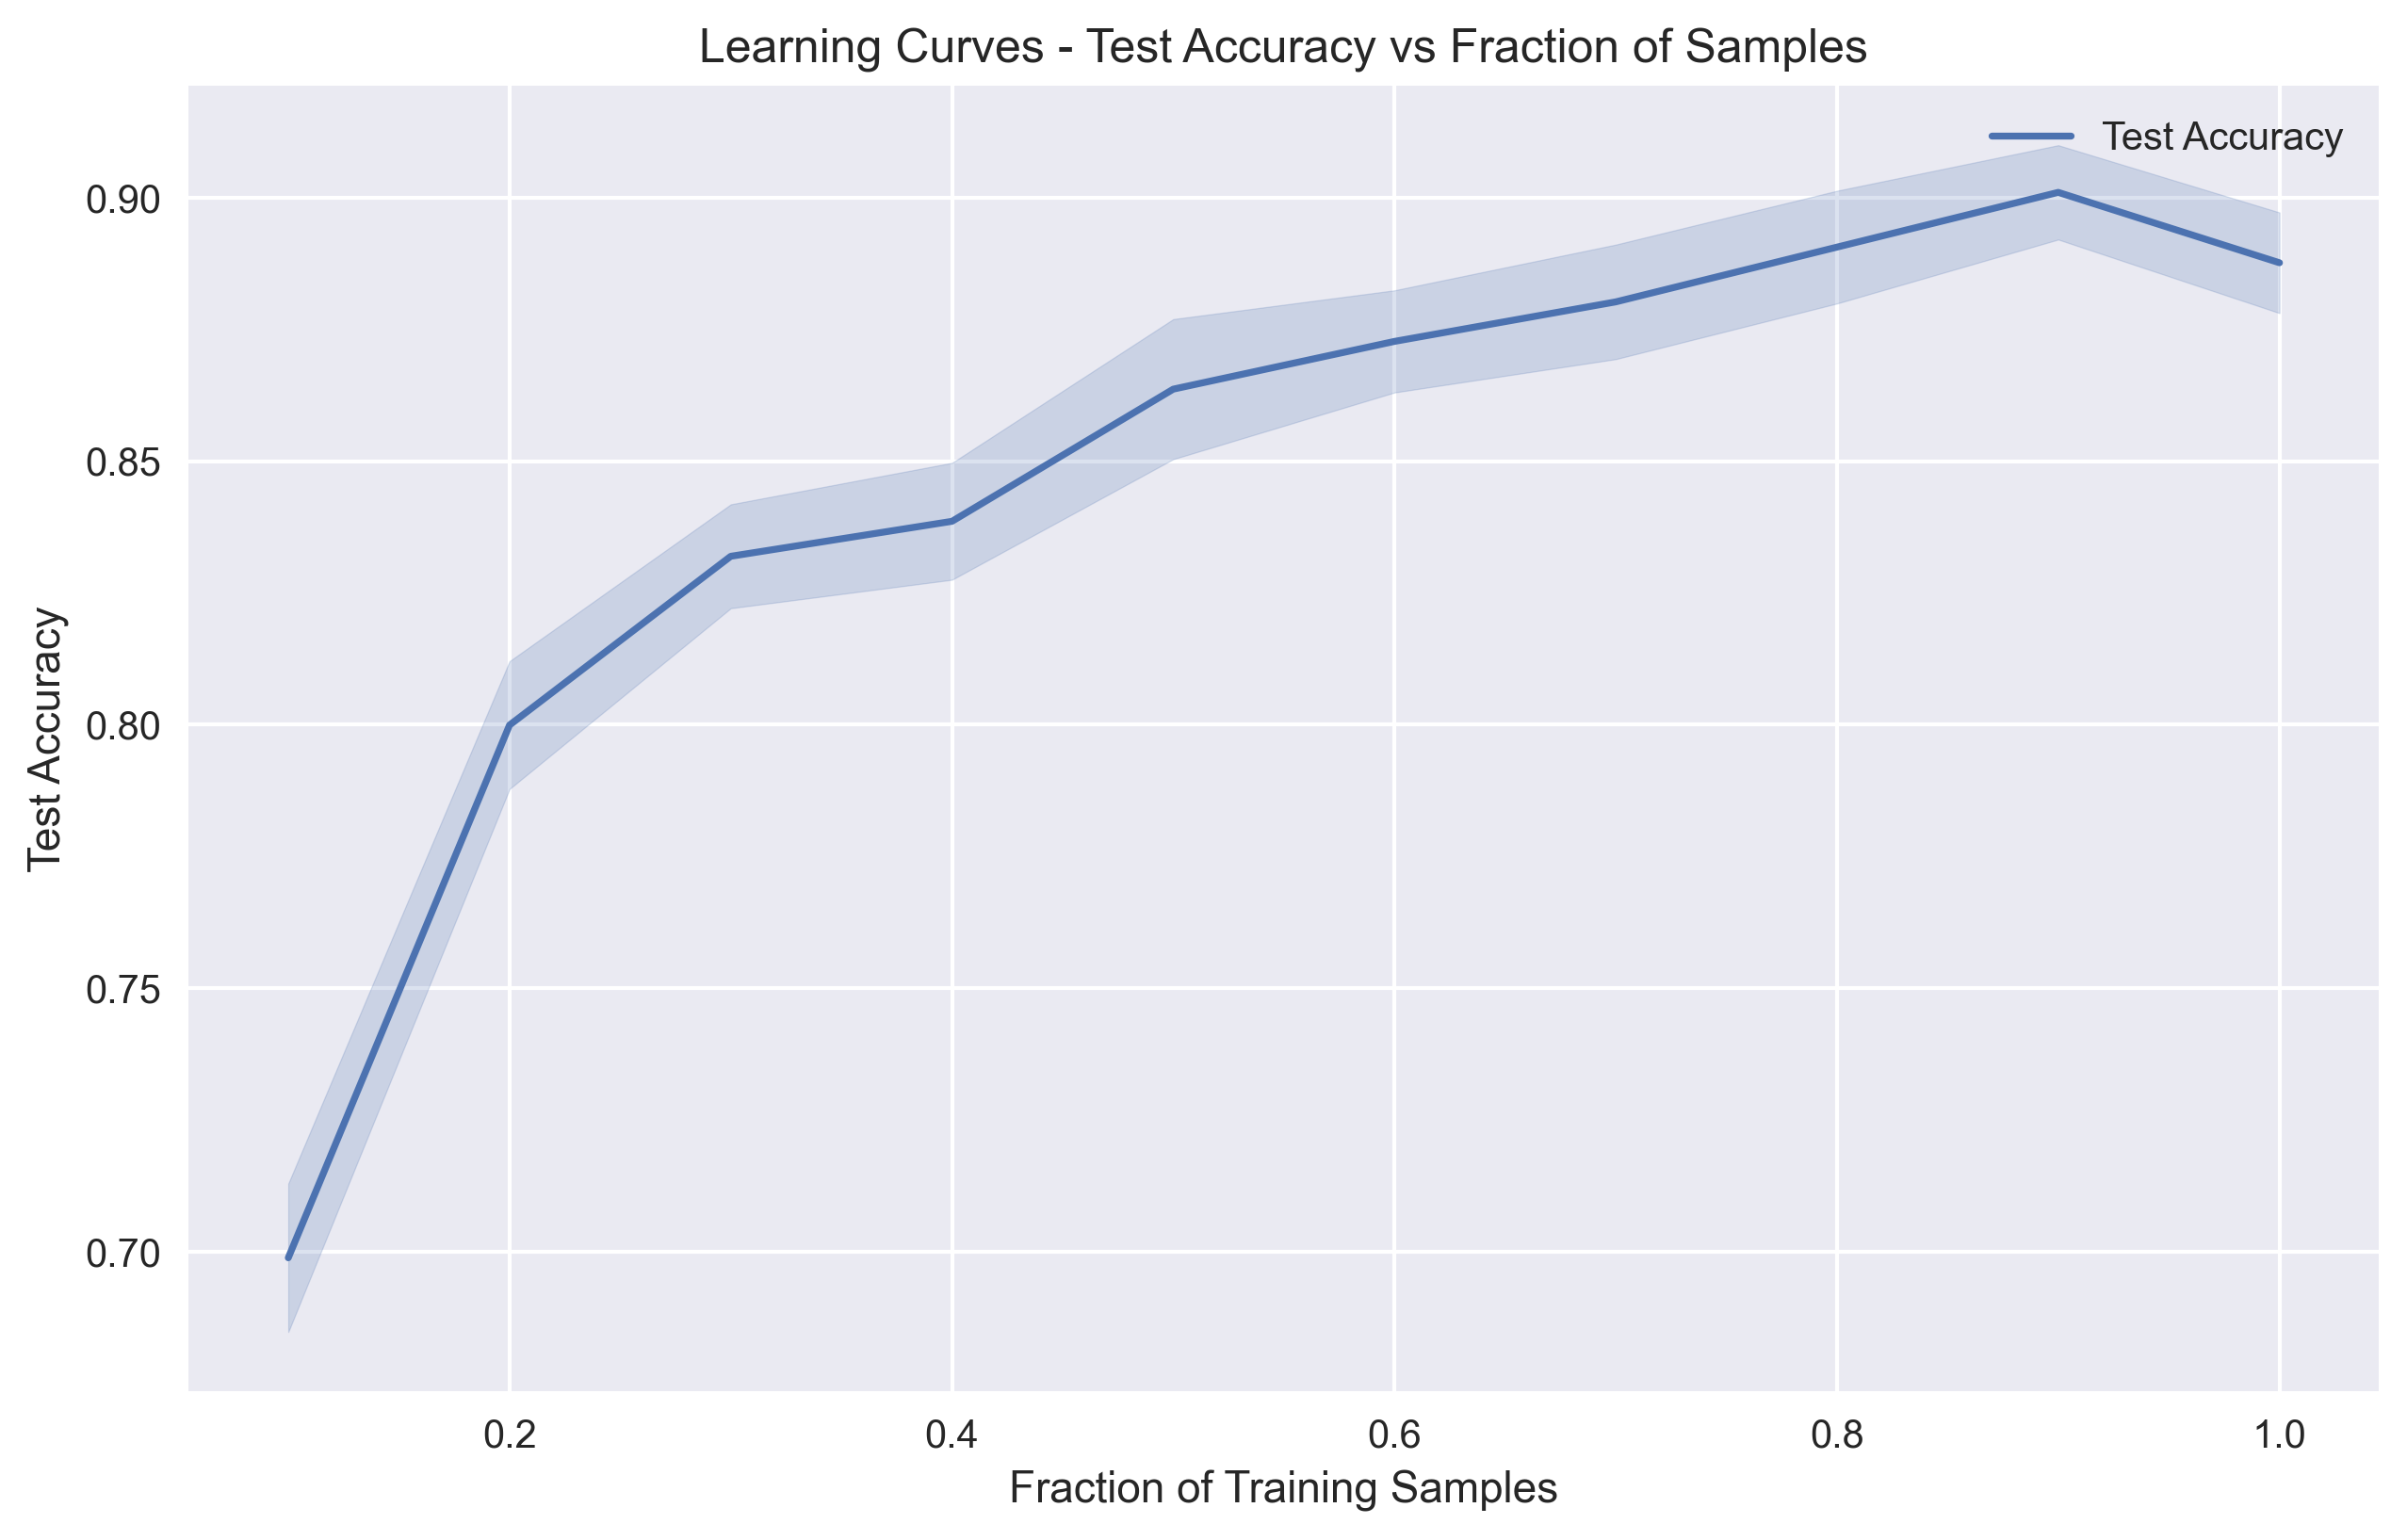 Learning Curves - Test Accuracy vs Fraction of Samples
Test Accuracy
0.90
0.85
0.80
0.75
0.70
Test Accuracy
0.2
0.4
0.6
0.8
1.0
Fraction of Training Samples